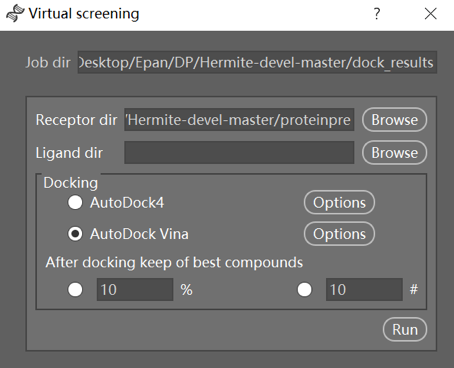 Virtual screening ?
Job dir Desktop/Epan/DP/Hermite-devel-master/dock_results
Receptor dir 'Hermite-devel-master/proteinpre Browse
Ligand dir Browse
Docking
AutoDock4 Options
AutoDock Vina Options
After docking keep of best compounds
10 % 10 #
Run